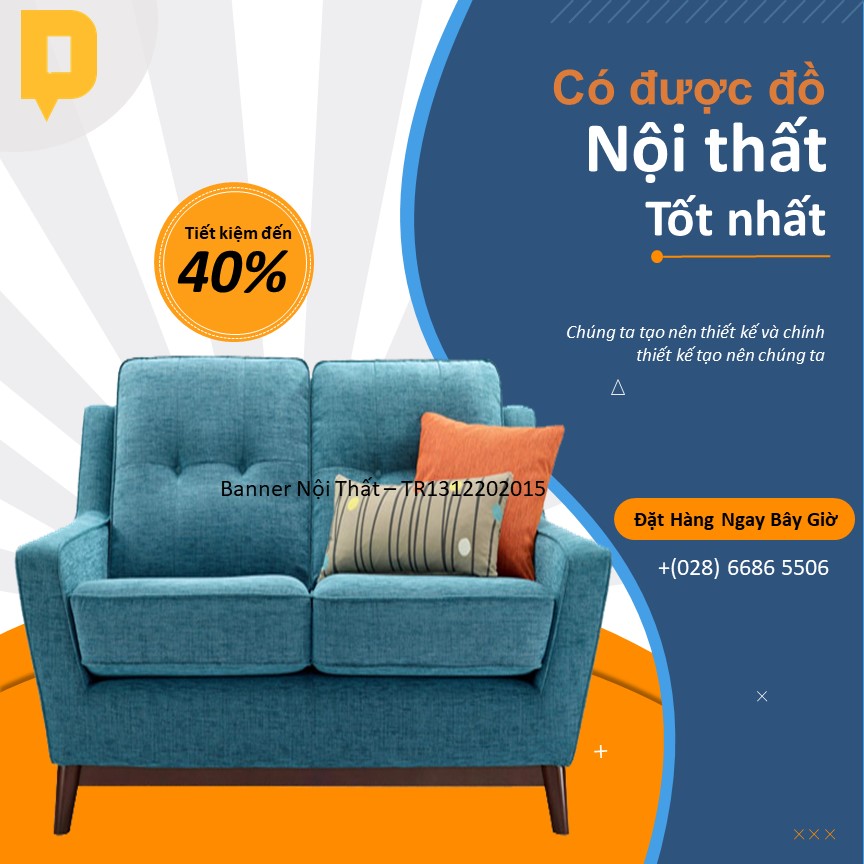 Có được đồ
Nội thất
Tốt nhất
Tiết kiệm đến
40%
Chúng ta tạo nên thiết kế và chính
thiết kế tạo nên chúng ta
Banner Nội Thất – TR1312202015
Đặt Hàng Ngay Bây Giờ
+(028) 6686 5506